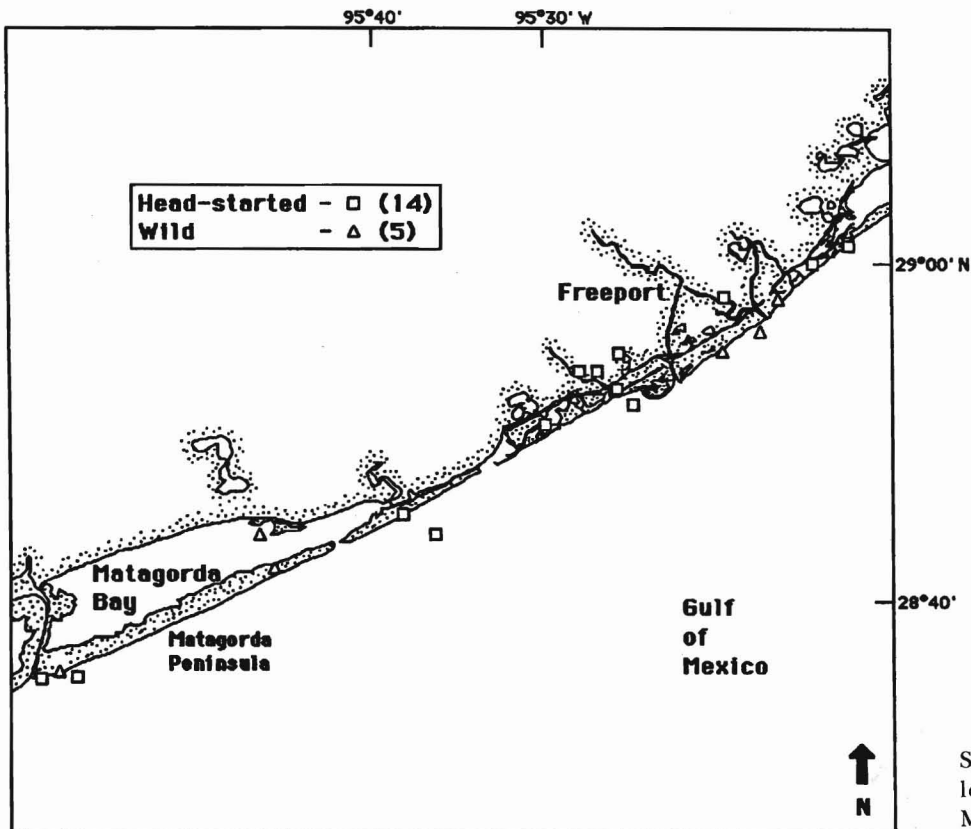 95°40'
95°30' W
Head-started - □ (14)
Wild - △ (5)
29°00' N
Freeport
Matagorda
Bay
28°40'
Gulf
of
Mexico
Matagorda
Peninsula
N